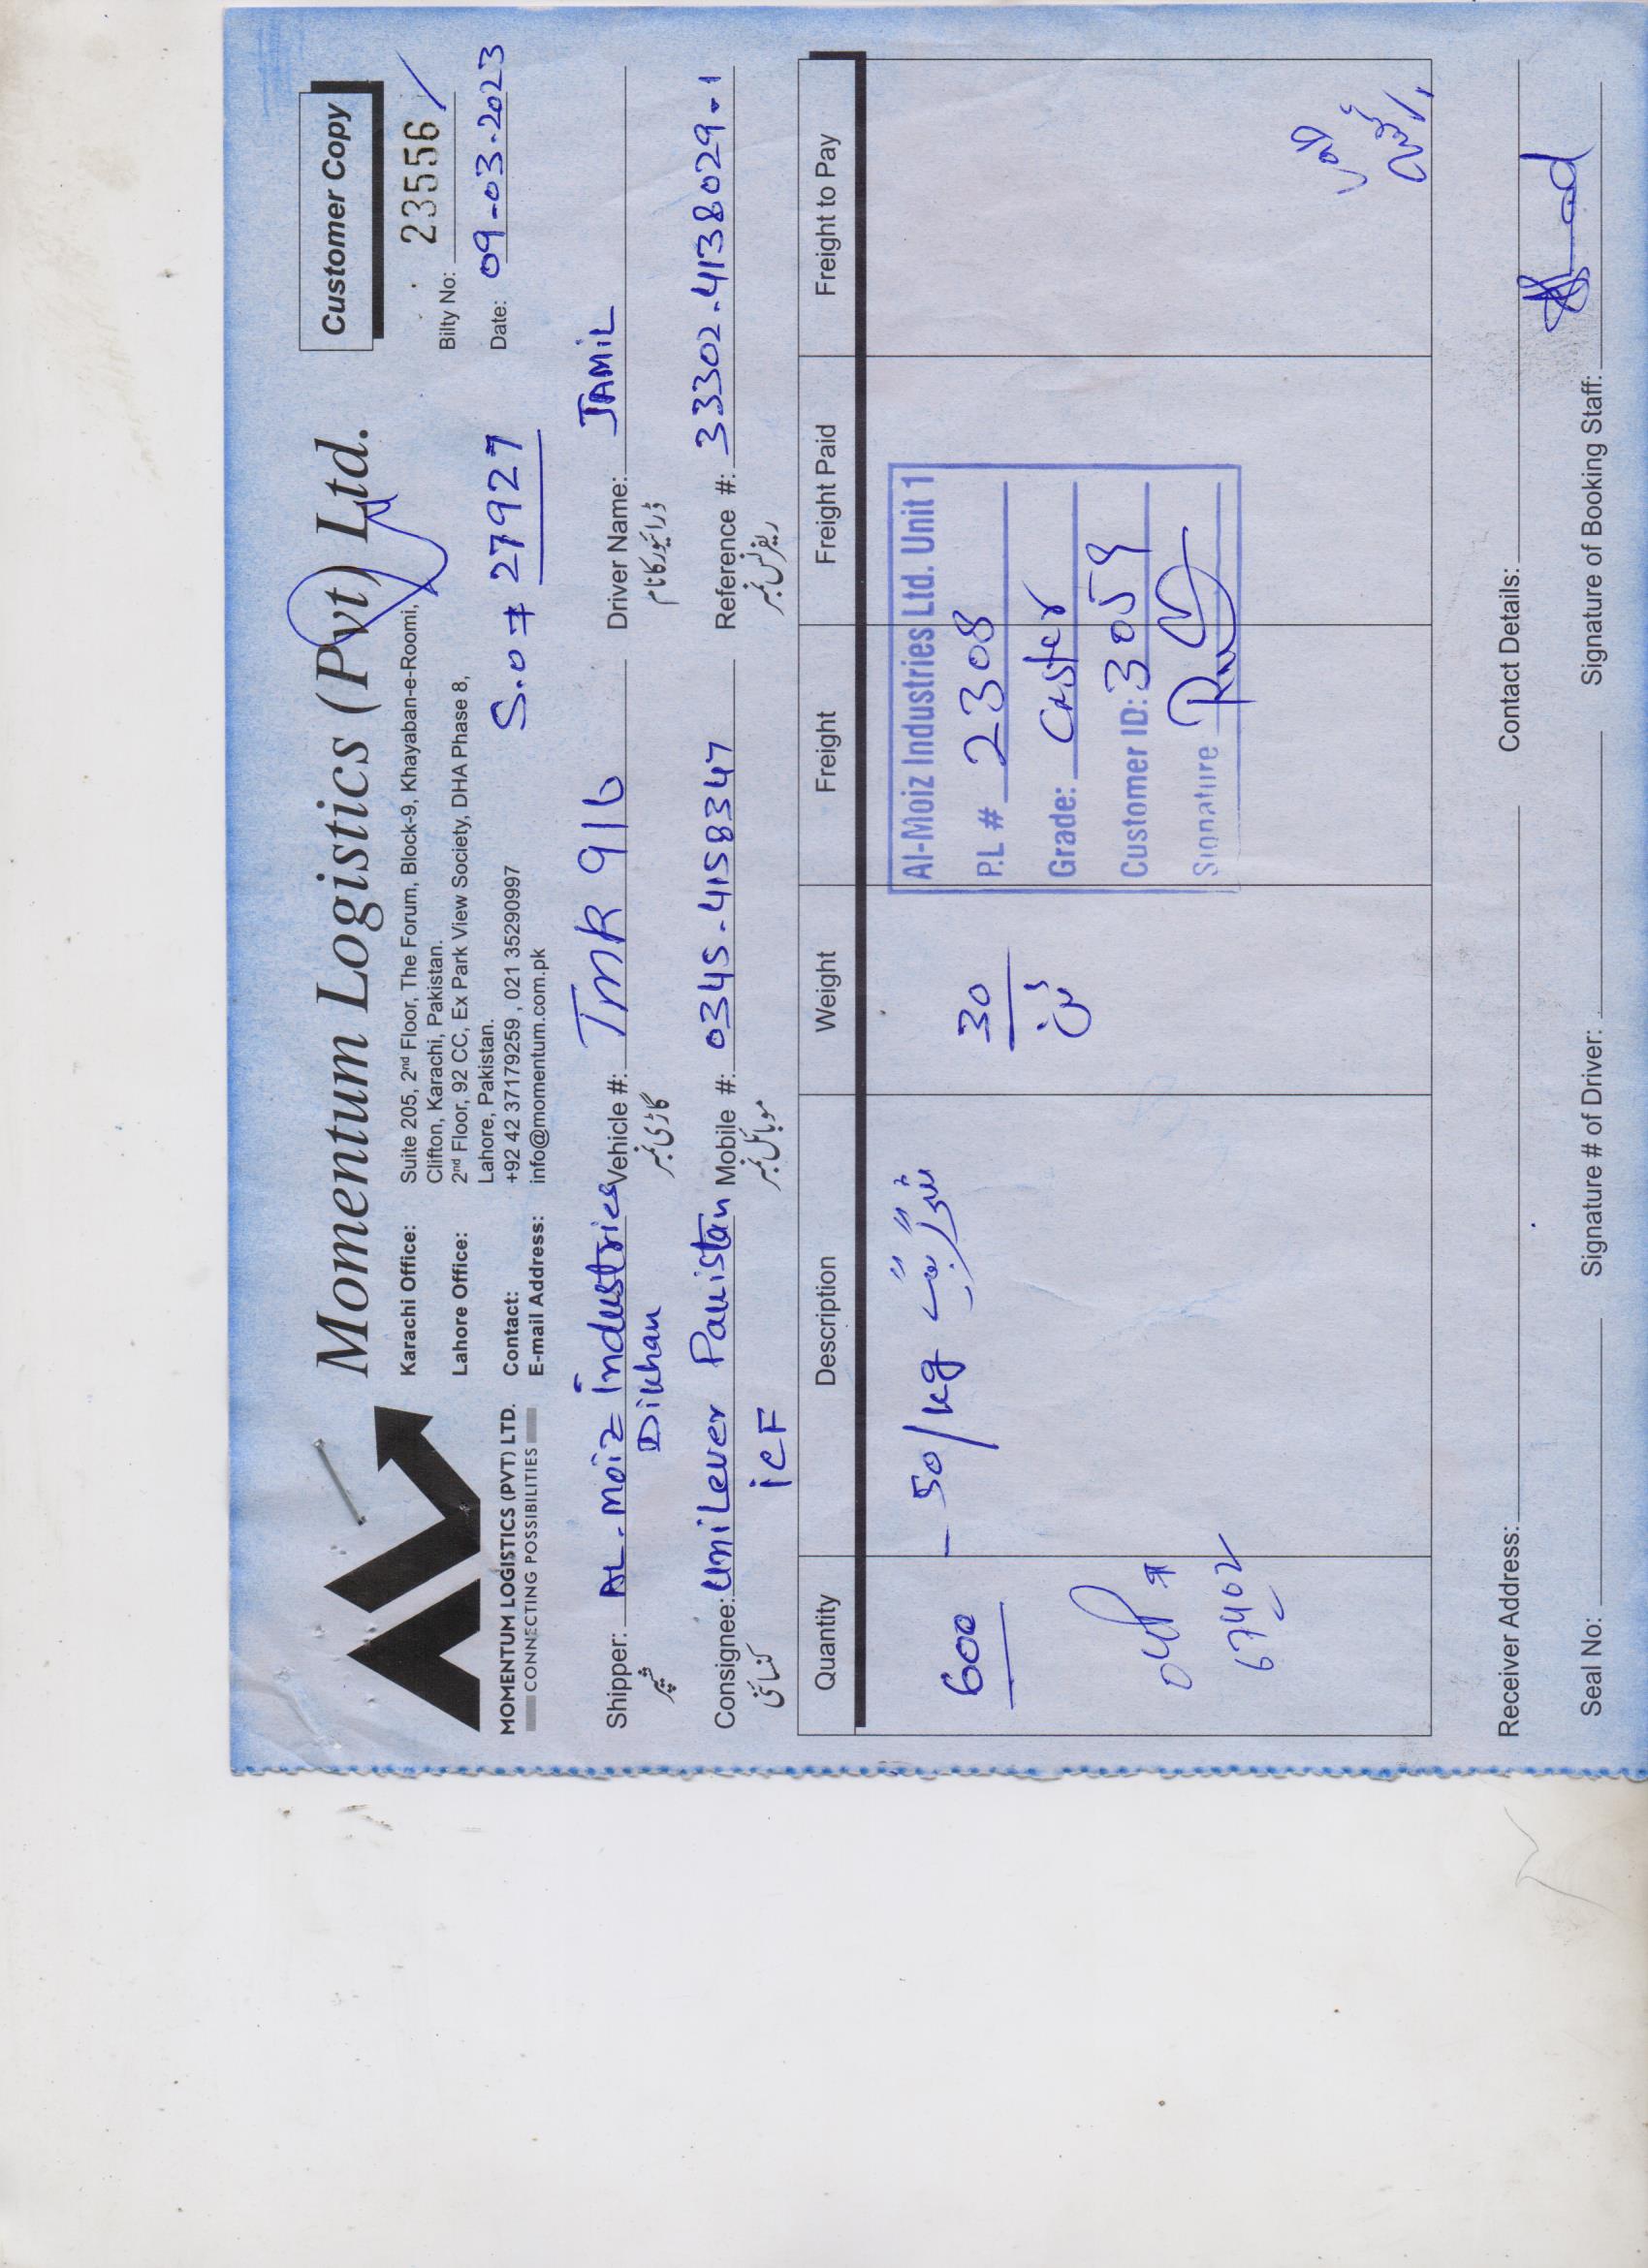 Momentum Logistics (Pvt) Ltd.
Customer Copy
MOMENTUM LOGISTICS (PVT) LTD.
CONNECTING POSSIBILITIES
Karachi Office: Suite 205, 2nd Floor, The Forum, Block-9, Khayaban-e-Roomi,
Clifton, Karachi, Pakistan.
Lahore Office: 2nd Floor, 92 CC, Ex Park View Society, DHA Phase 8,
Lahore, Pakistan.
Contact: +92 42 37179259 , 021 35290997
E-mail Address: info@momentum.com.pk
Bilty No: 23556
Date: 09-03-2023
S.O # 27927
Shipper: AL.Moiz Industries Vehicle #: TMR 916 Driver Name: JAMiL
شپر گاڑی نمبر ڈرائیور کا نام
Dikhan
Consignee: UniLever Pakistan Mobile #: 0345-4158347 Reference #: 33302-4138029-1
کنسائنی موبائل نمبر ریفرنس نمبر
iCF
Quantity Description Weight Freight Freight Paid Freight to Pay
600 – 50/kg 30
ٹن
67402
Al-Moiz Industries Ltd. Unit 1
P.L # 2308
Grade: Caster
Customer ID: 3059
Signature
Receiver Address: Contact Details:
Seal No: Signature # of Driver: Signature of Booking Staff: